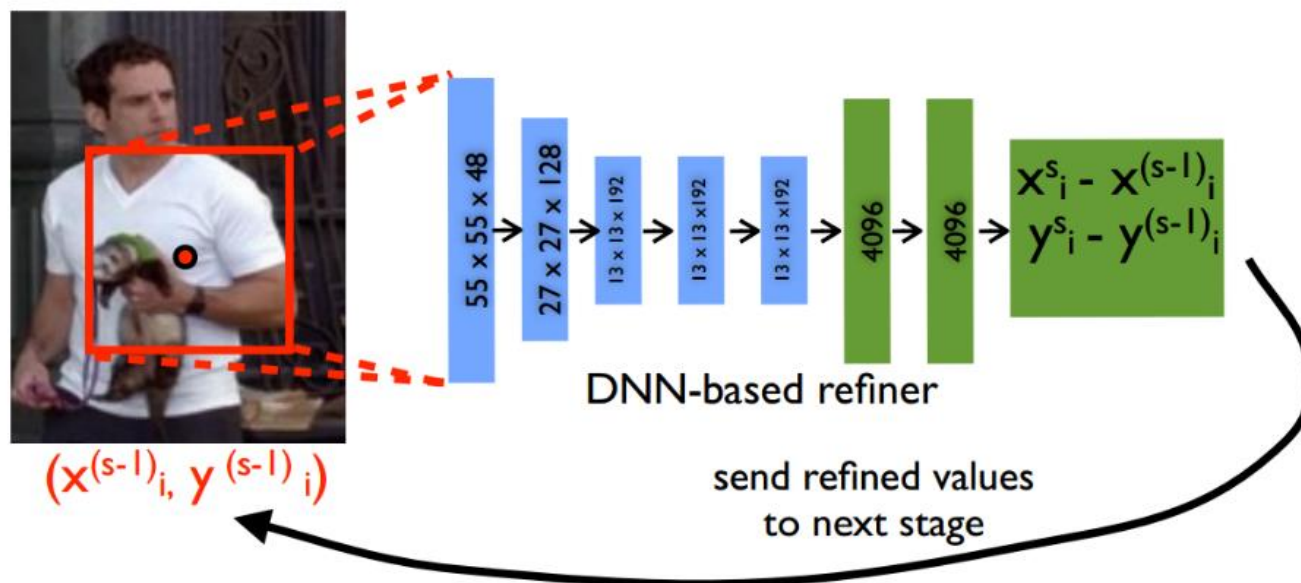 55 x 55 x 48
27 x 27 x 128
13 x 13 x 192
13 x 13 x192
13 x 13 x 192
4096
4096
xˢᵢ - x⁽ˢ⁻¹⁾ᵢ
yˢᵢ - y⁽ˢ⁻¹⁾ᵢ
DNN-based refiner
(x⁽ˢ⁻¹⁾ᵢ, y⁽ˢ⁻¹⁾ᵢ)
send refined values
to next stage